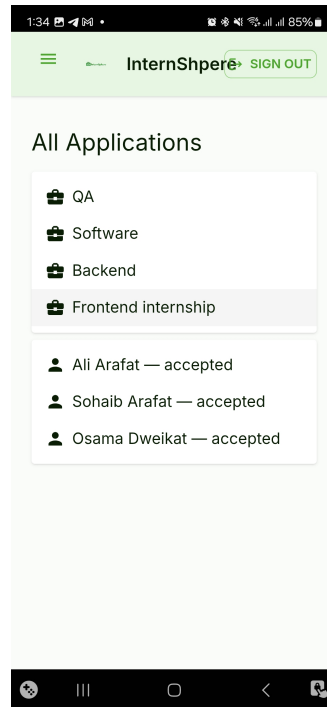 1:34 85%
InternShpere SIGN OUT
All Applications
QA
Software
Backend
Frontend internship
Ali Arafat — accepted
Sohaib Arafat — accepted
Osama Dweikat — accepted